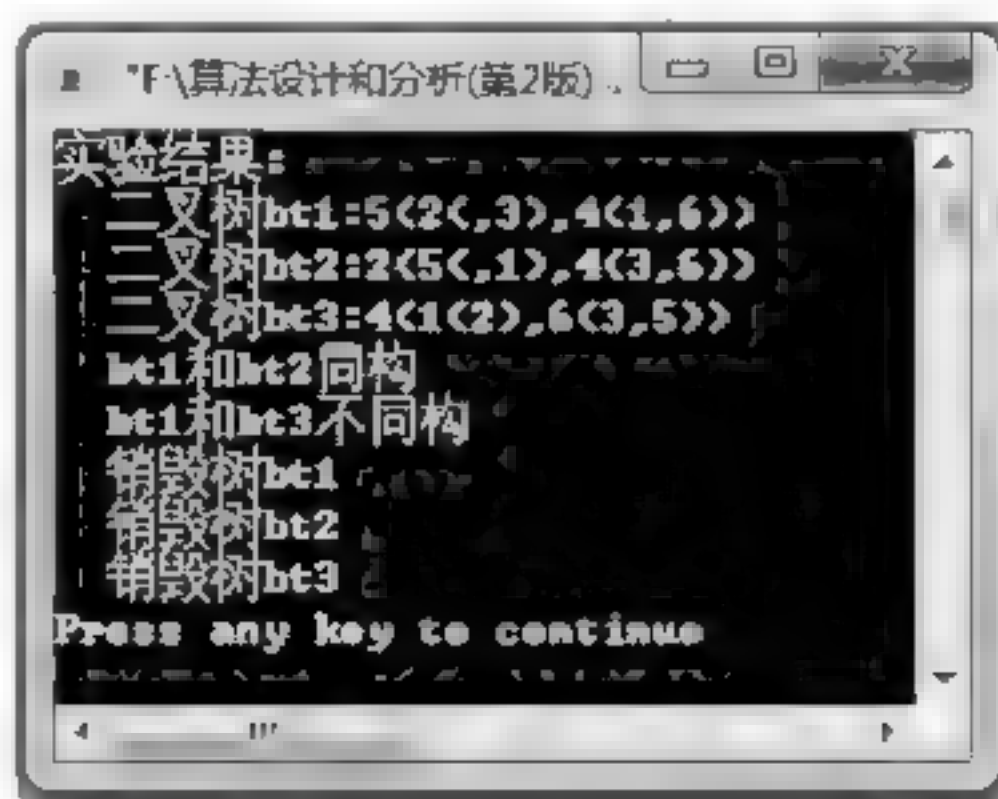 "F:\算法设计和分析(第2版)...
实验结果:
二叉树bt1:5(2(,3),4(1,6))
二叉树bt2:2(5(,1),4(3,6))
二叉树bt3:4(1(2),6(3,5))
bt1和bt2同构
bt1和bt3不同构
销毁树bt1
销毁树bt2
销毁树bt3
Press any key to continue